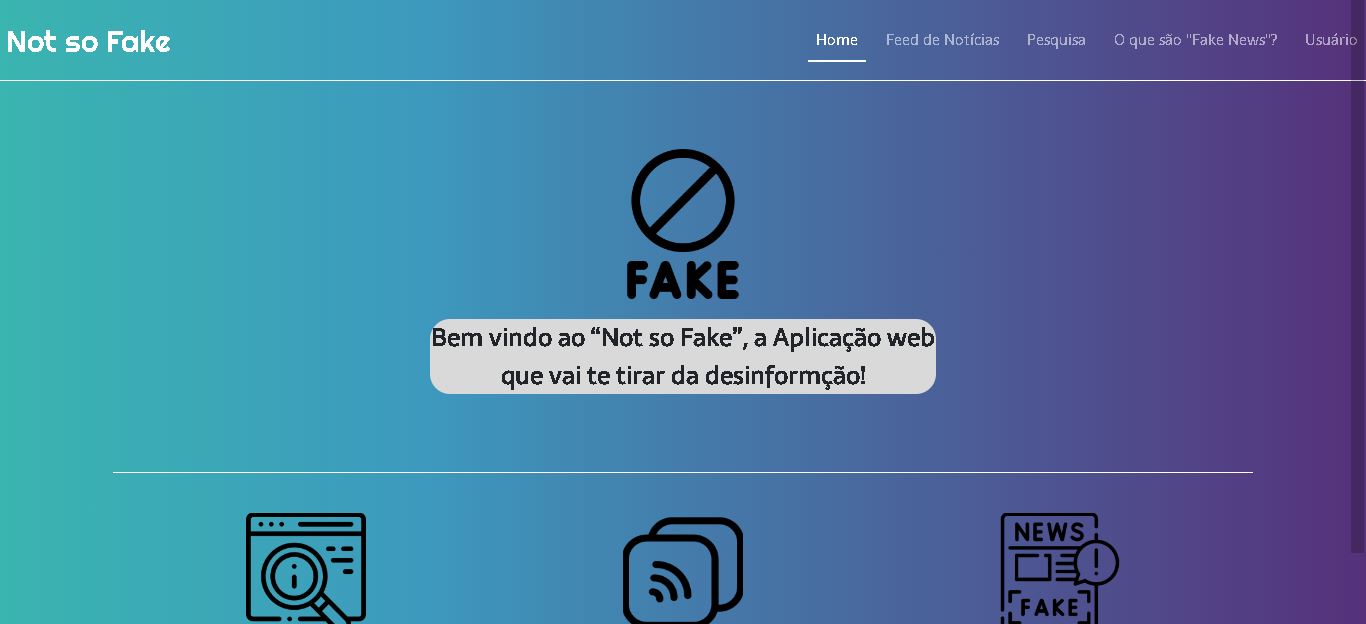 Not so Fake
Home
Feed de Notícias
Pesquisa
O que são "Fake News"?
Usuário
FAKE
Bem vindo ao “Not so Fake”, a Aplicação web
que vai te tirar da desinformção!
NEWS
FAKE